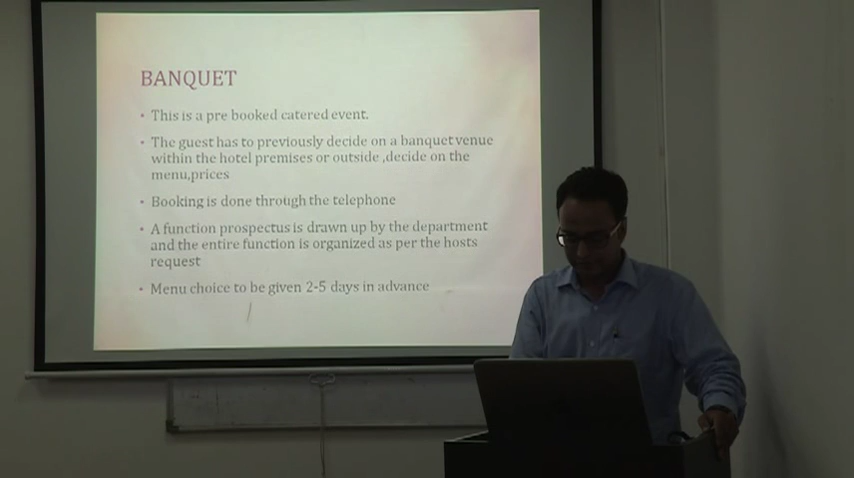 BANQUET
• This is a pre booked catered event.
• The guest has to previously decide on a banquet venue
within the hotel premises or outside ,decide on the
menu,prices
• Booking is done through the telephone
• A function prospectus is drawn up by the department
and the entire function is organized as per the hosts
request
• Menu choice to be given 2-5 days in advance